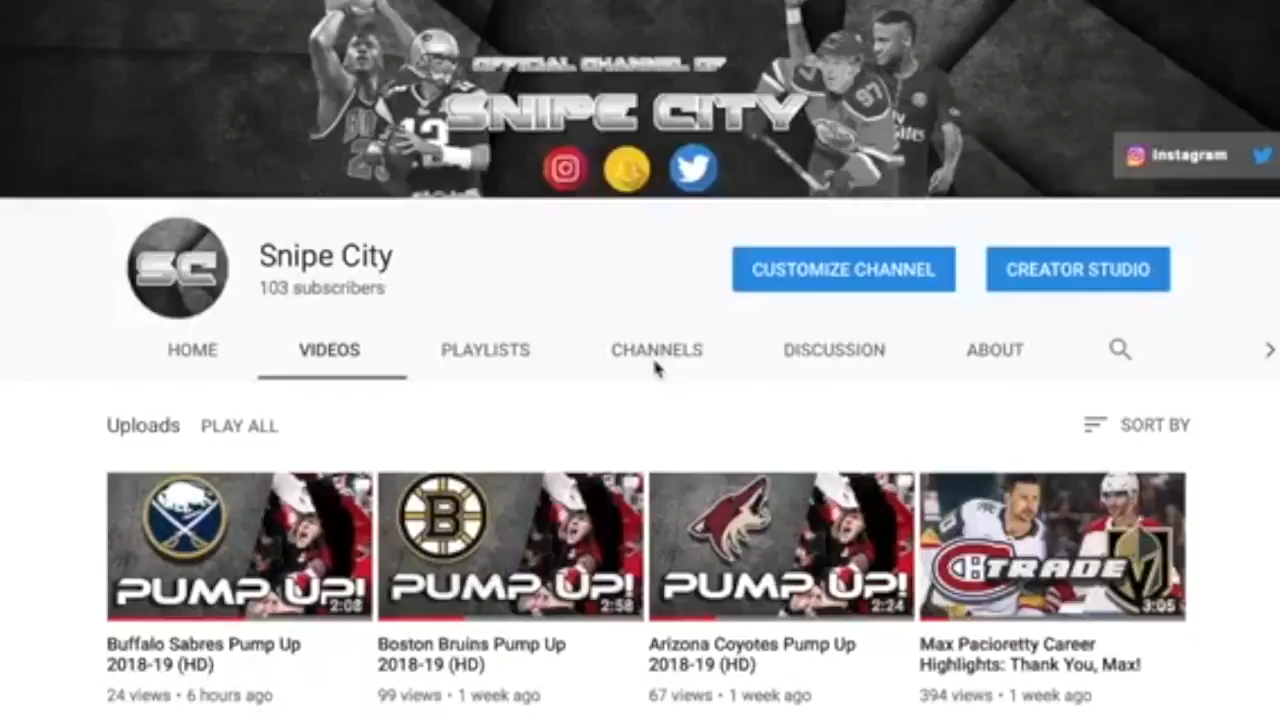 OFFICIAL CHANNEL OF
SNIPE CITY
Instagram
SC
Snipe City
103 subscribers
CUSTOMIZE CHANNEL
CREATOR STUDIO
HOME VIDEOS PLAYLISTS CHANNELS DISCUSSION ABOUT
Uploads PLAY ALL
SORT BY
PUMP UP!
2:08
B
PUMP UP!
2:58
PUMP UP!
2:24
TRADE
3:05
Buffalo Sabres Pump Up
2018-19 (HD)
24 views • 6 hours ago
Boston Bruins Pump Up
2018-19 (HD)
99 views • 1 week ago
Arizona Coyotes Pump Up
2018-19 (HD)
67 views • 1 week ago
Max Pacioretty Career
Highlights: Thank You, Max!
394 views • 1 week ago
97
12